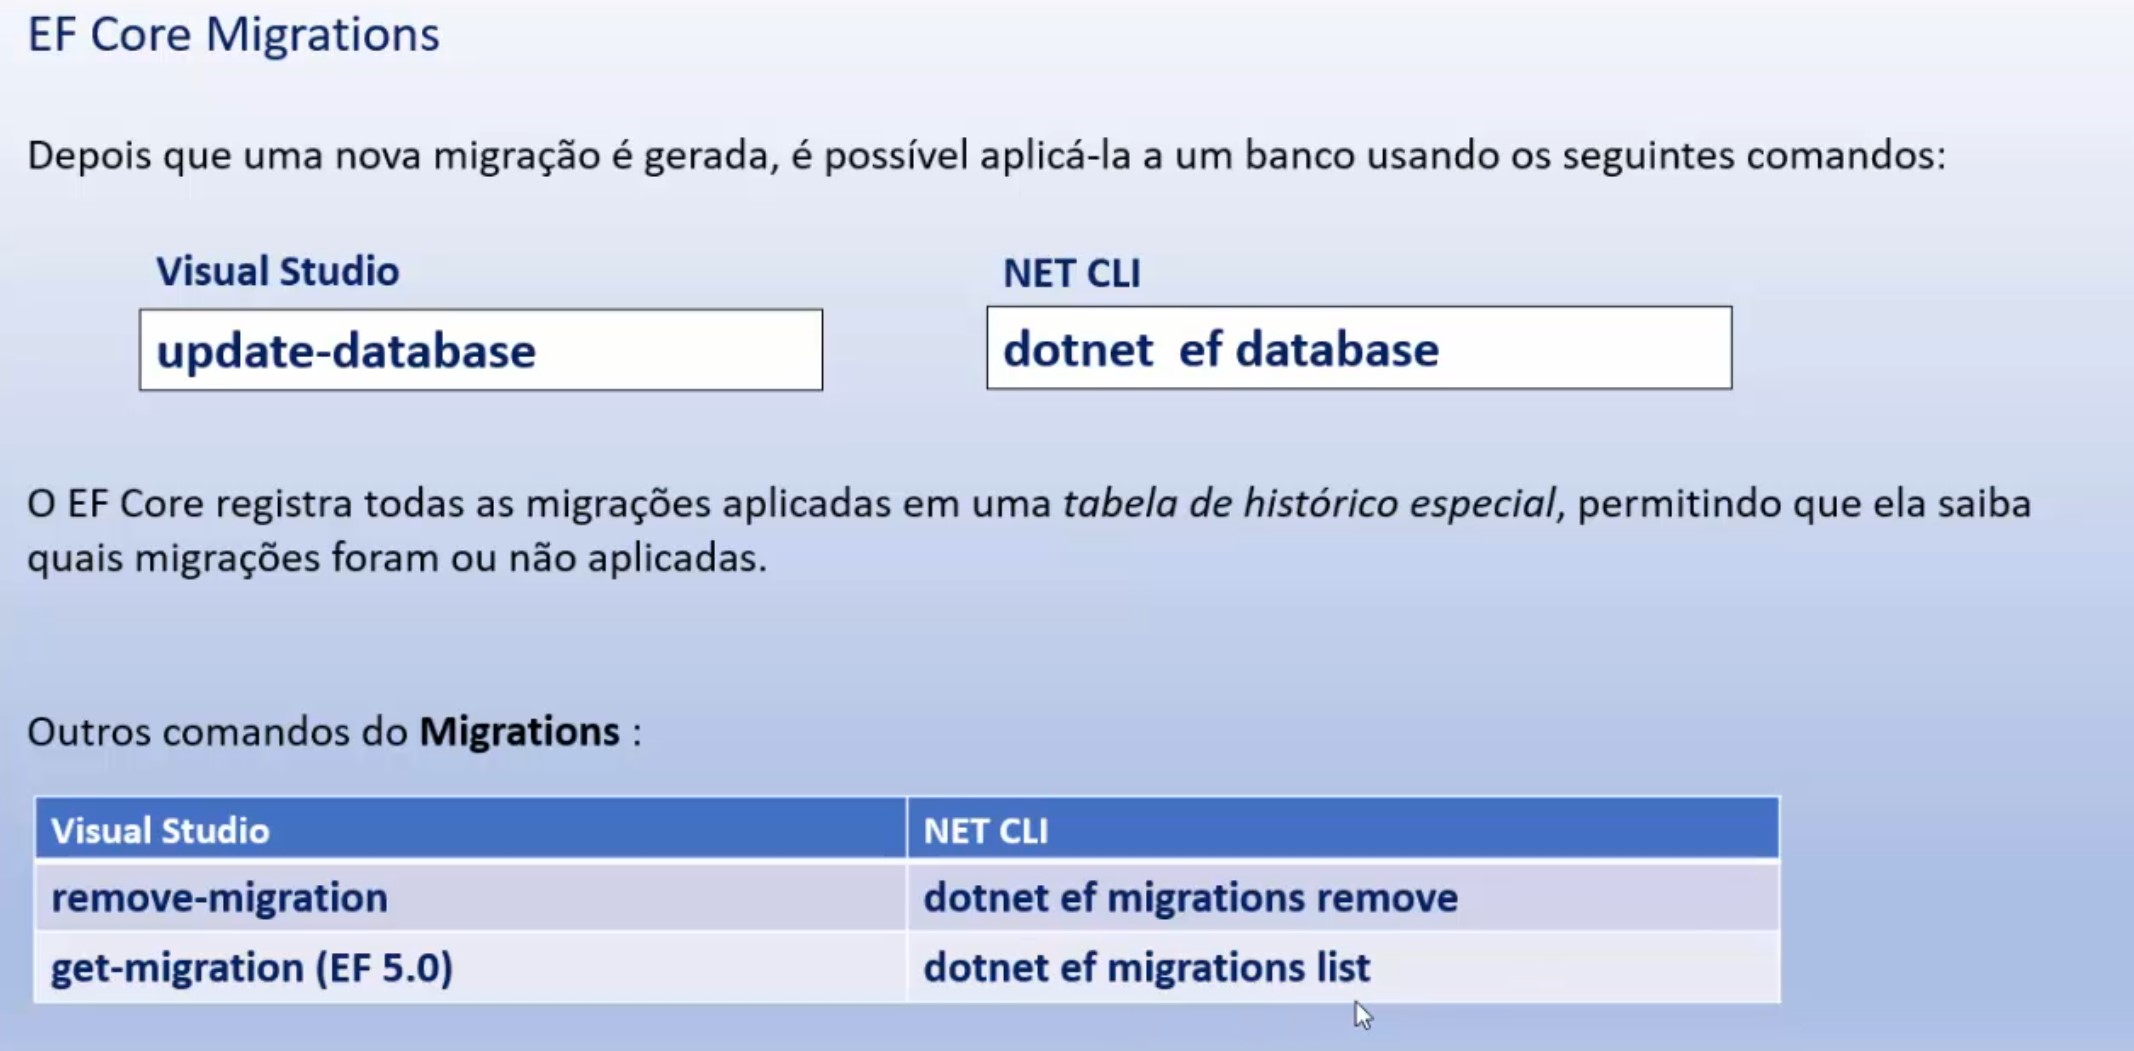 EF Core Migrations
Depois que uma nova migração é gerada, é possível aplicá-la a um banco usando os seguintes comandos:
Visual Studio
NET CLI
update-database
dotnet ef database
O EF Core registra todas as migrações aplicadas em uma tabela de histórico especial, permitindo que ela saiba
quais migrações foram ou não aplicadas.
Outros comandos do Migrations :
Visual Studio
NET CLI
remove-migration
dotnet ef migrations remove
get-migration (EF 5.0)
dotnet ef migrations list